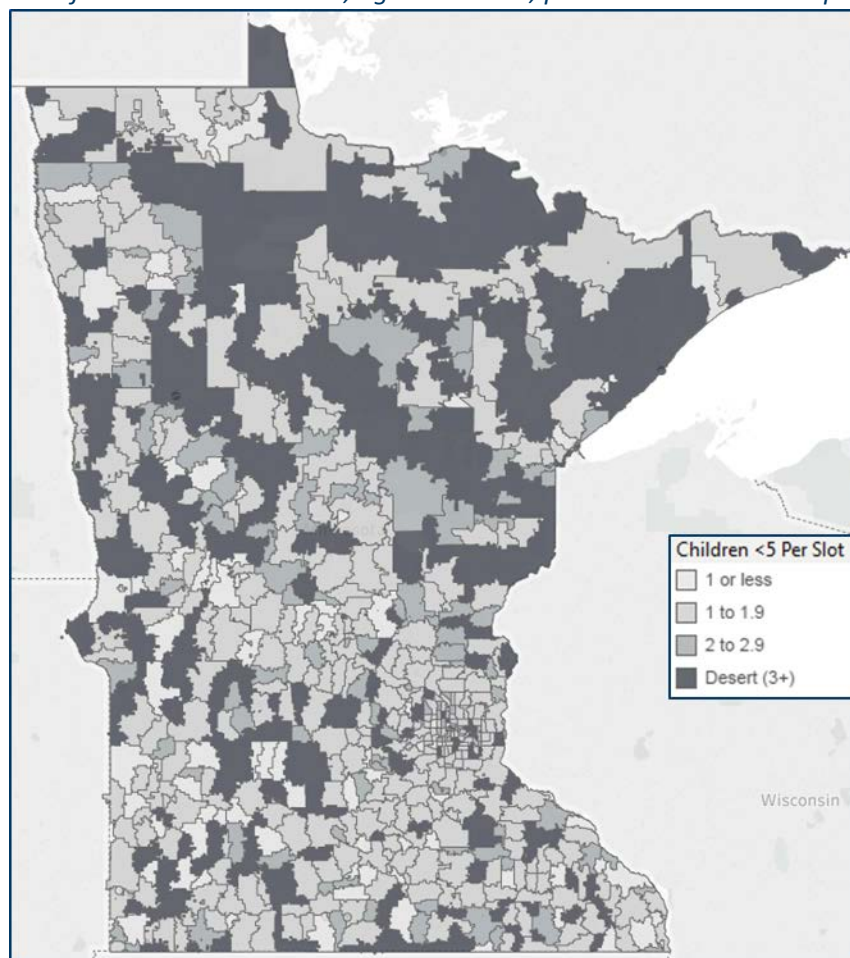 Children <5 Per Slot
1 or less
1 to 1.9
2 to 2.9
Desert (3+)
Wisconsin